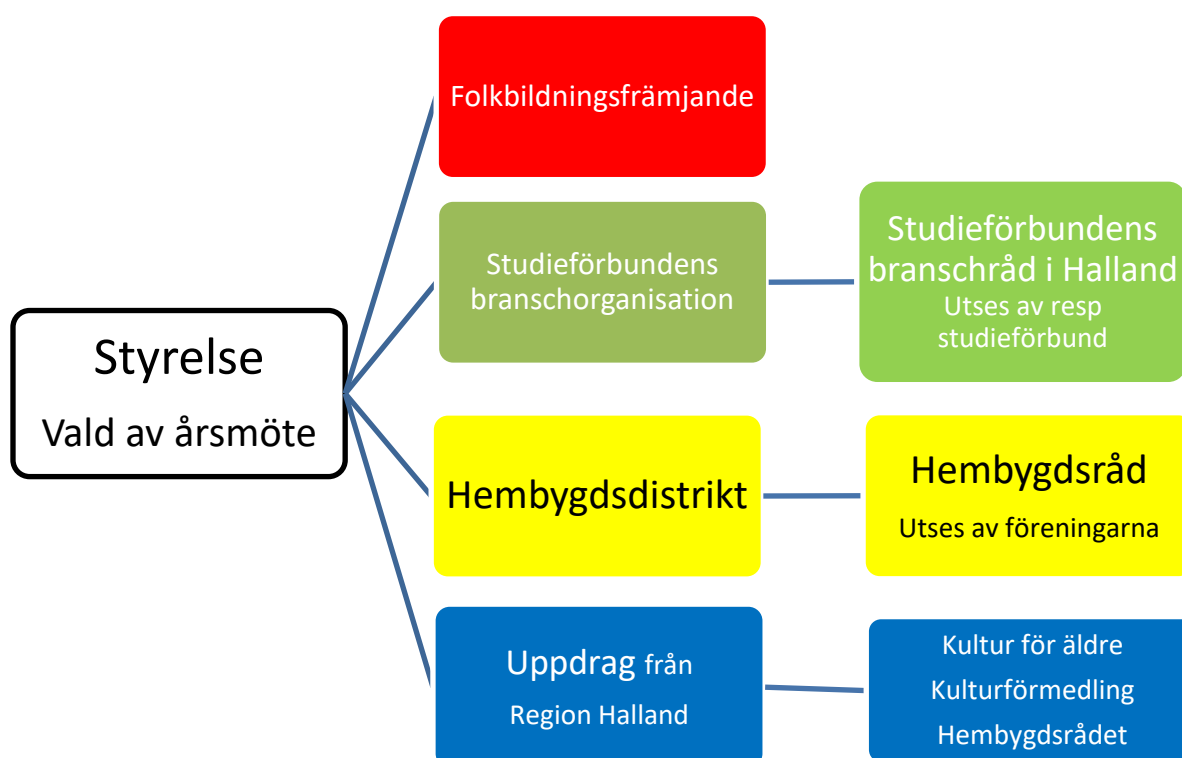 Styrelse
Vald av årsmöte
Folkbildningsfrämjande
Studieförbundens
branschorganisation
Studieförbundens
branschråd i Halland
Utses av resp
studieförbund
Hembygdsdistrikt
Hembygdsråd
Utses av föreningarna
Uppdrag från
Region Halland
Kultur för äldre
Kulturförmedling
Hembygdsrådet